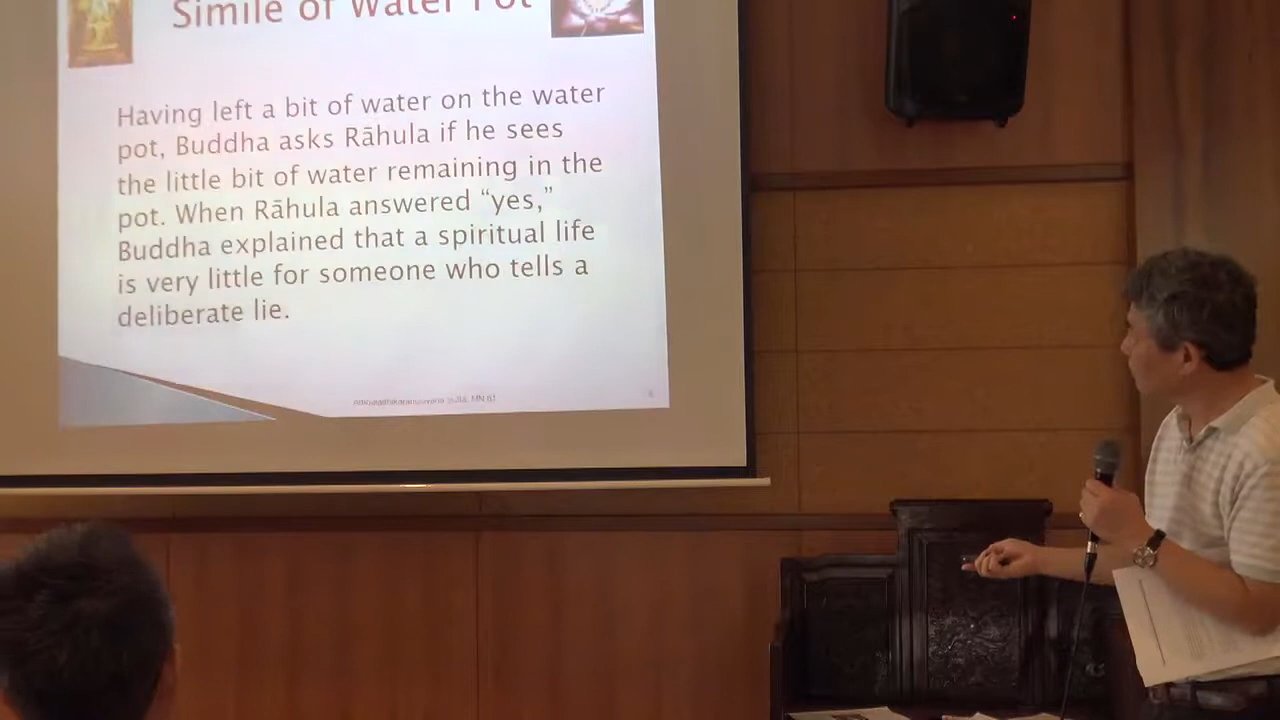 Simile of Water Pot
Having left a bit of water on the water
pot, Buddha asks Rāhula if he sees
the little bit of water remaining in the
pot. When Rāhula answered “yes,”
Buddha explained that a spiritual life
is very little for someone who tells a
deliberate lie.
MN 61